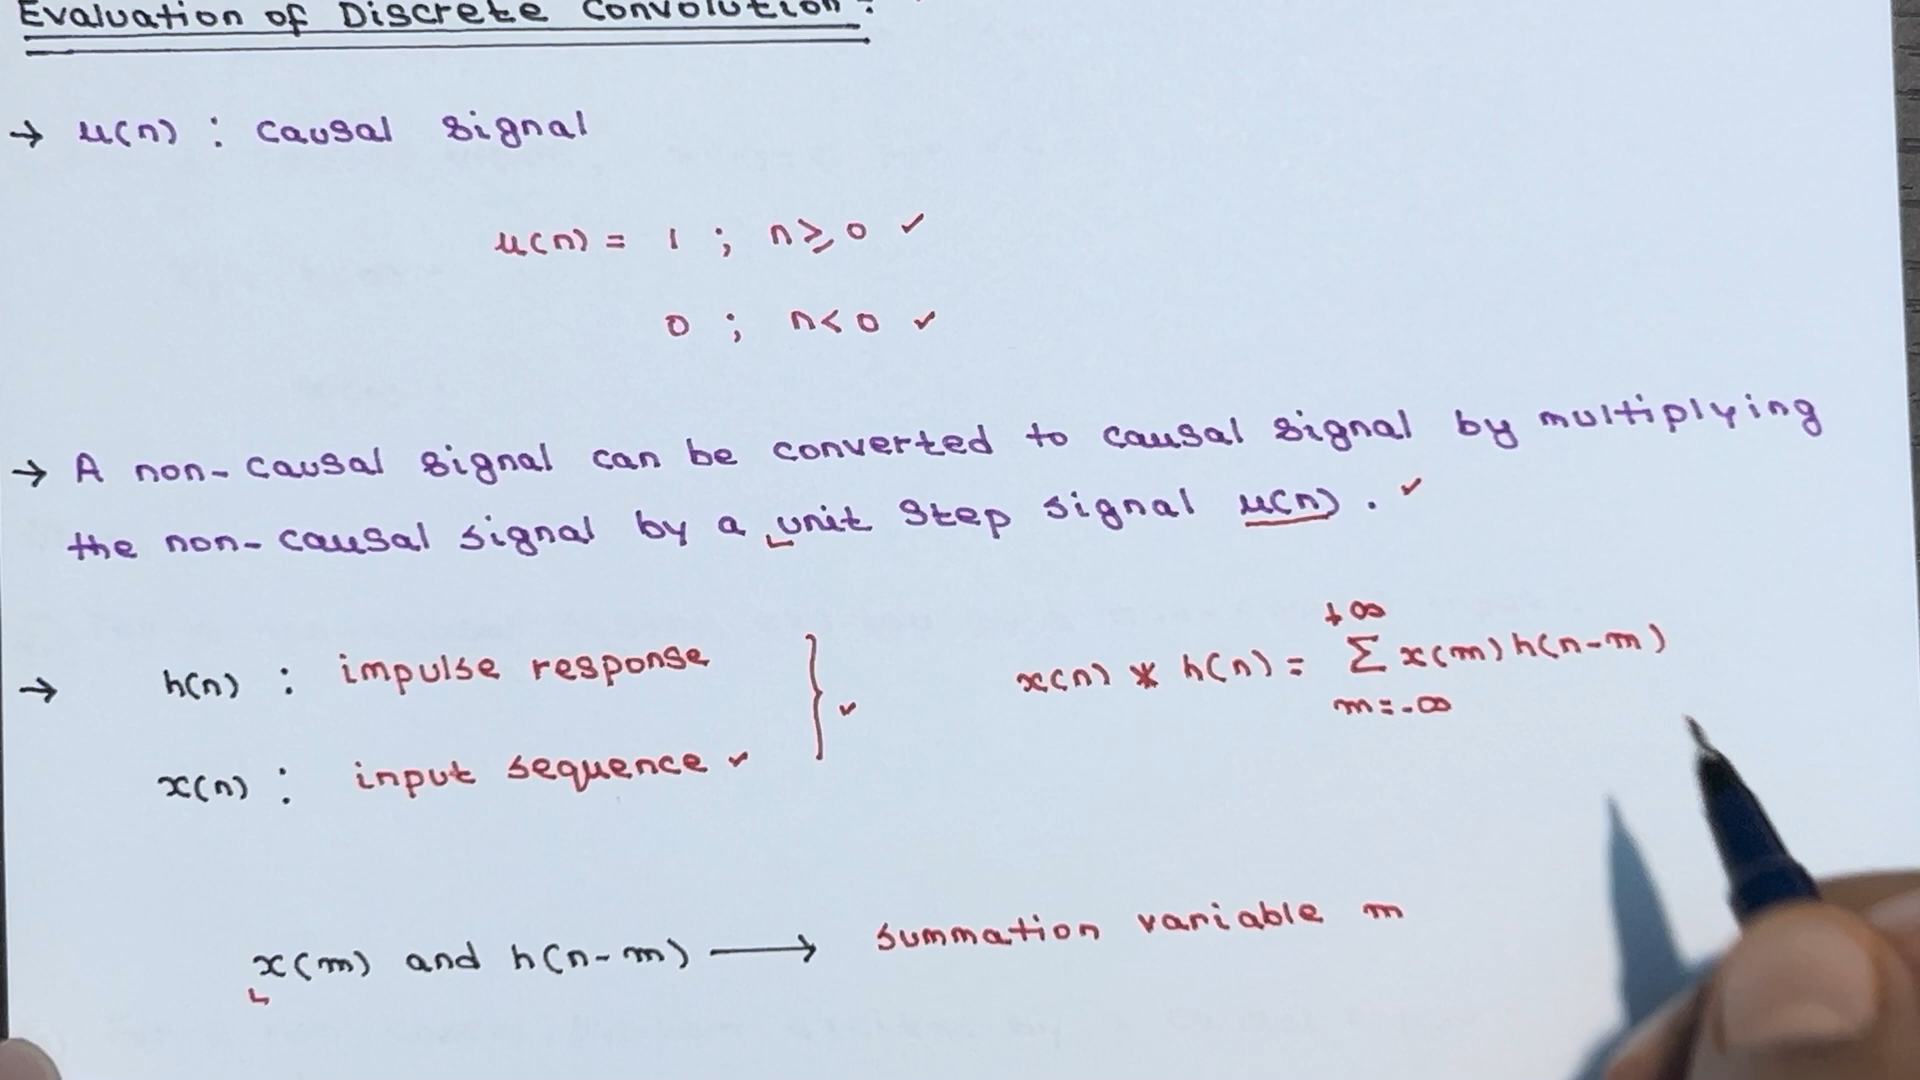 Evaluation of Discrete Convolution :
→ u(n) : causal signal
u(n) = 1 ; n ≥ 0 ✓
0 ; n < 0 ✓
→ A non-causal signal can be converted to causal signal by multiplying
the non-causal signal by a unit step signal u(n). ✓
→ h(n) : impulse response
x(n) : input sequence ✓
} ✓
+∞
x(n) * h(n) = Σ x(m) h(n-m)
m = -∞
x(m) and h(n-m) ⟶ summation variable m